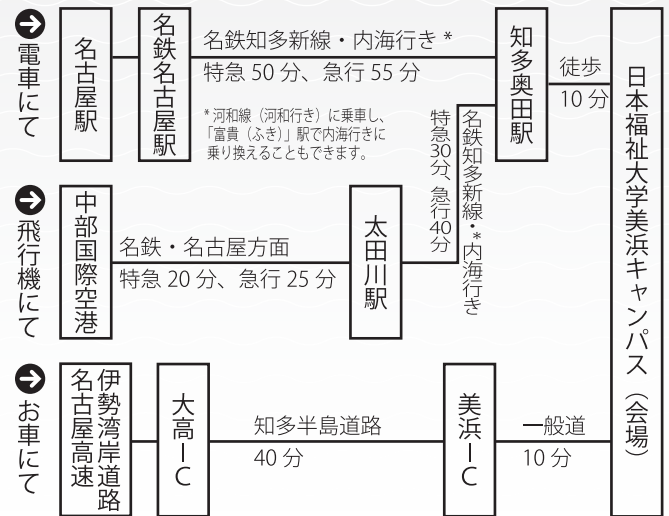 電車にて
名古屋駅
名鉄名古屋駅
名鉄知多新線・内海行き *
特急 50 分、急行 55 分
* 河和線（河和行き）に乗車し、
「富貴（ふき）」駅で内海行きに
乗り換えることもできます。
知多奥田駅
徒歩
10 分
日本福祉大学美浜キャンパス（会場）
飛行機にて
中部国際空港
名鉄・名古屋方面
特急 20 分、急行 25 分
太田川駅
名鉄知多新線・*内海行き
特急30分、急行40分
お車にて
伊勢湾岸道路
名古屋高速
大高IC
知多半島道路
40 分
美浜IC
一般道
10 分